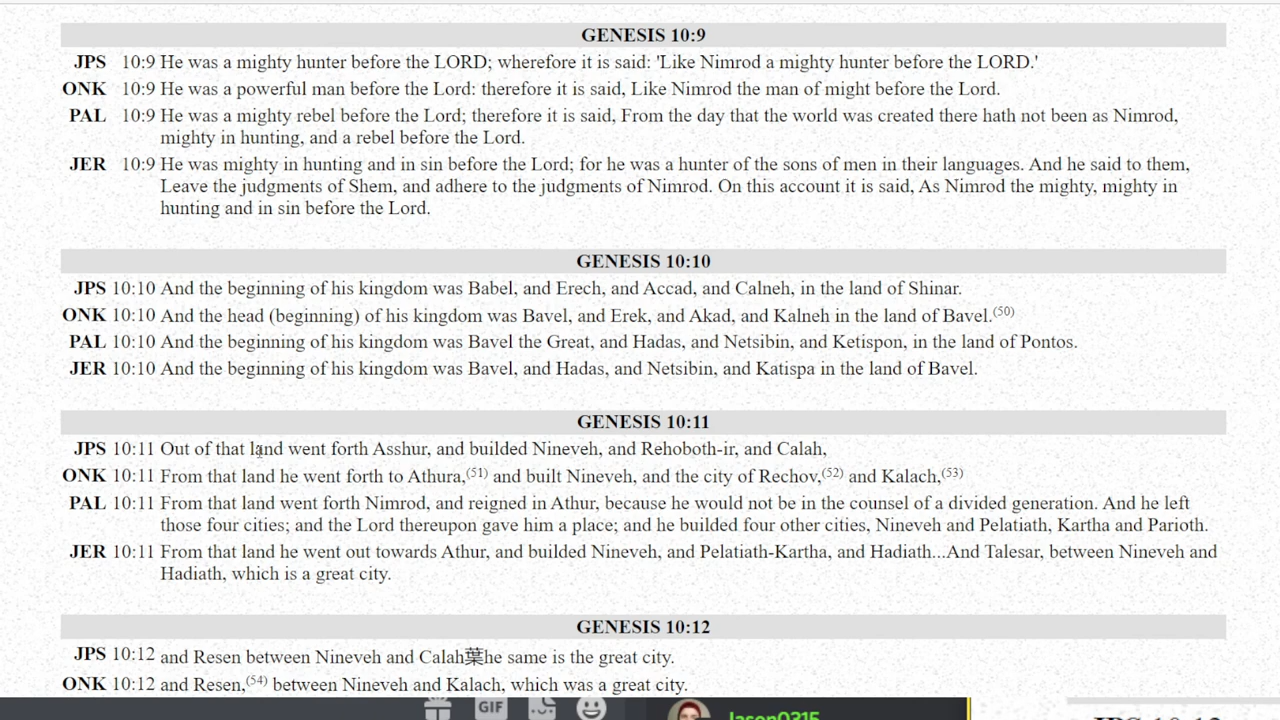 GENESIS 10:9
JPS 10:9 He was a mighty hunter before the LORD; wherefore it is said: 'Like Nimrod a mighty hunter before the LORD.'
ONK 10:9 He was a powerful man before the Lord: therefore it is said, Like Nimrod the man of might before the Lord.
PAL 10:9 He was a mighty rebel before the Lord; therefore it is said, From the day that the world was created there hath not been as Nimrod,
mighty in hunting, and a rebel before the Lord.
JER 10:9 He was mighty in hunting and in sin before the Lord; for he was a hunter of the sons of men in their languages. And he said to them,
Leave the judgments of Shem, and adhere to the judgments of Nimrod. On this account it is said, As Nimrod the mighty, mighty in
hunting and in sin before the Lord.
GENESIS 10:10
JPS 10:10 And the beginning of his kingdom was Babel, and Erech, and Accad, and Calneh, in the land of Shinar.
ONK 10:10 And the head (beginning) of his kingdom was Bavel, and Erek, and Akad, and Kalneh in the land of Bavel.(50)
PAL 10:10 And the beginning of his kingdom was Bavel the Great, and Hadas, and Netsibin, and Ketispon, in the land of Pontos.
JER 10:10 And the beginning of his kingdom was Bavel, and Hadas, and Netsibin, and Katispa in the land of Bavel.
GENESIS 10:11
JPS 10:11 Out of that land went forth Asshur, and builded Nineveh, and Rehoboth-ir, and Calah,
ONK 10:11 From that land he went forth to Athura,(51) and built Nineveh, and the city of Rechov,(52) and Kalach,(53)
PAL 10:11 From that land went forth Nimrod, and reigned in Athur, because he would not be in the counsel of a divided generation. And he left
those four cities; and the Lord thereupon gave him a place; and he builded four other cities, Nineveh and Pelatiath, Kartha and Parioth.
JER 10:11 From that land he went out towards Athur, and builded Nineveh, and Pelatiath-Kartha, and Hadiath...And Talesar, between Nineveh and
Hadiath, which is a great city.
GENESIS 10:12
JPS 10:12 and Resen between Nineveh and Calah葉he same is the great city.
ONK 10:12 and Resen,(54) between Nineveh and Kalach, which was a great city.
GIF
Jason0315